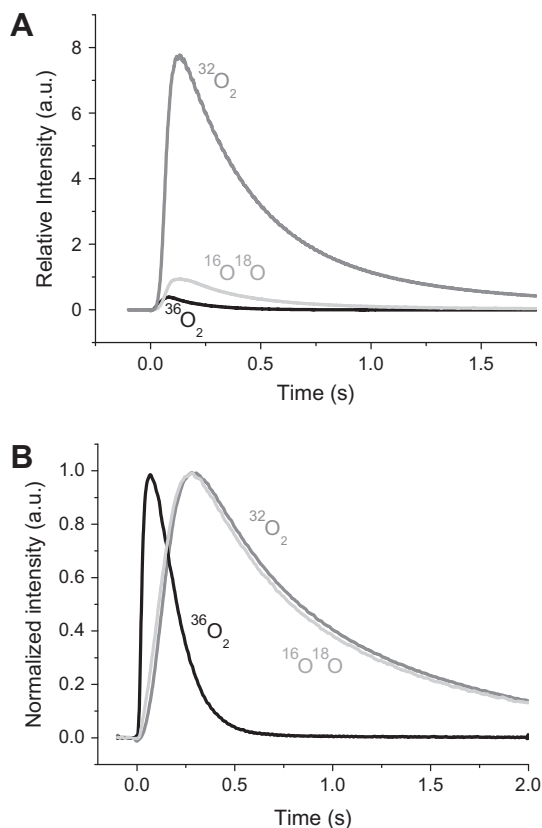 A
Relative Intensity (a.u.)
8
6
4
2
0
³²O₂
¹⁶O¹⁸O
³⁶O₂
0.0 0.5 1.0 1.5
Time (s)
B
Normalized intensity (a.u.)
1.0
0.8
0.6
0.4
0.2
0.0
³²O₂
³⁶O₂
¹⁶O¹⁸O
0.0 0.5 1.0 1.5 2.0
Time (s)